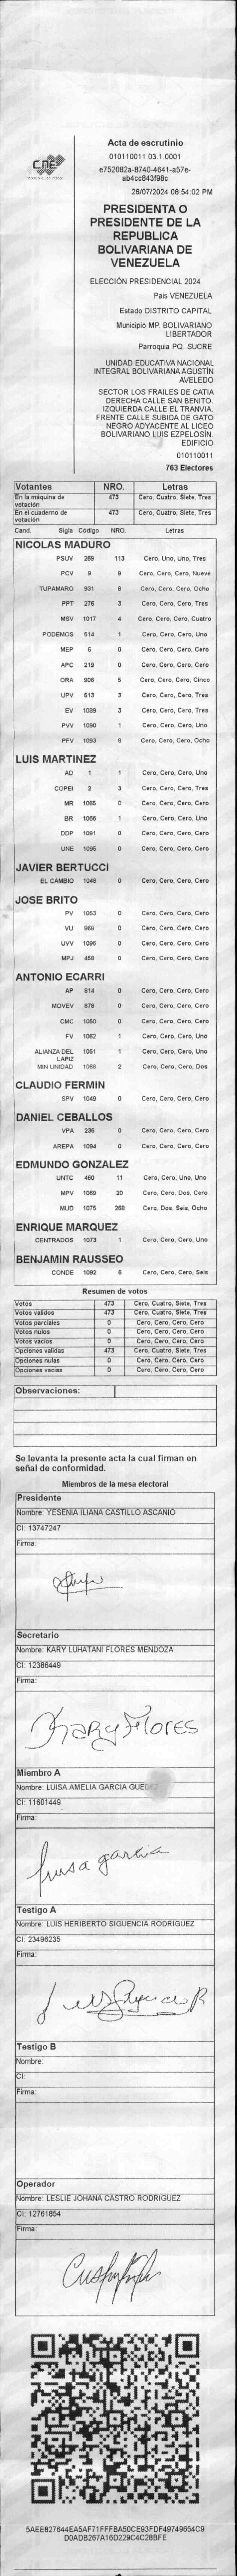 CNE
Acta de escrutinio
010110011.03.1.0001
e752082a-8740-4641-a57e-
ab4cc843f98c
28/07/2024 08:54:02 PM
PRESIDENTA O
PRESIDENTE DE LA
REPUBLICA
BOLIVARIANA DE
VENEZUELA
ELECCIÓN PRESIDENCIAL 2024
Pais VENEZUELA
Estado DISTRITO CAPITAL
Municipio MP. BOLIVARIANO
LIBERTADOR
Parroquia PQ. SUCRE
UNIDAD EDUCATIVA NACIONAL
INTEGRAL BOLIVARIANA AGUSTÍN
AVELEDO
SECTOR LOS FRAILES DE CATIA
DERECHA CALLE SAN BENITO.
IZQUIERDA CALLE EL TRANVIA.
FRENTE CALLE SUBIDA DE GATO
NEGRO ADYACENTE AL LICEO
BOLIVARIANO LUIS EZPELOSIN.
EDIFICIO
010110011
763 Electores
Votantes NRO. Letras
En la máquina de votación 473 Cero, Cuatro, Siete, Tres
En el cuaderno de votación 473 Cero, Cuatro, Siete, Tres
Cand. Sigla Código NRO. Letras
NICOLAS MADURO
PSUV 269 113 Cero, Uno, Uno, Tres
PCV 9 9 Cero, Cero, Cero, Nueve
TUPAMARO 931 8 Cero, Cero, Cero, Ocho
PPT 276 3 Cero, Cero, Cero, Tres
MSV 1017 4 Cero, Cero, Cero, Cuatro
PODEMOS 514 1 Cero, Cero, Cero, Uno
MEP 6 0 Cero, Cero, Cero, Cero
APC 219 0 Cero, Cero, Cero, Cero
ORA 906 5 Cero, Cero, Cero, Cinco
UPV 513 3 Cero, Cero, Cero, Tres
EV 1089 3 Cero, Cero, Cero, Tres
PVV 1090 1 Cero, Cero, Cero, Uno
PFV 1093 8 Cero, Cero, Cero, Ocho
LUIS MARTINEZ
AD 1 1 Cero, Cero, Cero, Uno
COPEI 2 3 Cero, Cero, Cero, Tres
MR 1065 0 Cero, Cero, Cero, Cero
BR 1056 1 Cero, Cero, Cero, Uno
DDP 1091 0 Cero, Cero, Cero, Cero
UNE 1095 0 Cero, Cero, Cero, Cero
JAVIER BERTUCCI
EL CAMBIO 1048 0 Cero, Cero, Cero, Cero
JOSE BRITO
PV 1053 0 Cero, Cero, Cero, Cero
VU 969 0 Cero, Cero, Cero, Cero
UVV 1096 0 Cero, Cero, Cero, Cero
MPJ 459 0 Cero, Cero, Cero, Cero
ANTONIO ECARRI
AP 814 0 Cero, Cero, Cero, Cero
MOVEV 979 0 Cero, Cero, Cero, Cero
CMC 1050 0 Cero, Cero, Cero, Cero
FV 1062 1 Cero, Cero, Cero, Uno
ALIANZA DEL LAPIZ 1051 1 Cero, Cero, Cero, Uno
MIN UNIDAD 1068 2 Cero, Cero, Cero, Dos
CLAUDIO FERMIN
SPV 1049 0 Cero, Cero, Cero, Cero
DANIEL CEBALLOS
VPA 236 0 Cero, Cero, Cero, Cero
AREPA 1094 0 Cero, Cero, Cero, Cero
EDMUNDO GONZALEZ
UNTC 460 11 Cero, Cero, Uno, Uno
MPV 1069 20 Cero, Cero, Dos, Cero
MUD 1075 268 Cero, Dos, Seis, Ocho
ENRIQUE MARQUEZ
CENTRADOS 1073 1 Cero, Cero, Cero, Uno
BENJAMIN RAUSSEO
CONDE 1092 6 Cero, Cero, Cero, Seis
Resumen de votos
Votos 473 Cero, Cuatro, Siete, Tres
Votos validos 473 Cero, Cuatro, Siete, Tres
Votos parciales 0 Cero, Cero, Cero, Cero
Votos nulos 0 Cero, Cero, Cero, Cero
Votos vacios 0 Cero, Cero, Cero, Cero
Opciones validas 473 Cero, Cuatro, Siete, Tres
Opciones nulas 0 Cero, Cero, Cero, Cero
Opciones vacias 0 Cero, Cero, Cero, Cero
Observaciones:
Se levanta la presente acta la cual firman en
señal de conformidad.
Miembros de la mesa electoral
Presidente
Nombre: YESENIA ILIANA CASTILLO ASCANIO
CI: 13747247
Firma:
Secretario
Nombre: KARY LUHATANI FLORES MENDOZA
CI: 12386449
Firma:
Kary Flores
Miembro A
Nombre: LUISA AMELIA GARCIA
CI: 11601449
Firma:
luisa garcia
Testigo A
Nombre: LUIS HERIBERTO SIGUENCIA RODRIGUEZ
CI: 23496235
Firma:
Testigo B
Nombre:
CI:
Firma:
Operador
Nombre: LESLIE JOHANA CASTRO RODRIGUEZ
CI: 12761854
Firma:
5AEE827644EA5AF71FFFBA50CE93FDF49749654C9
D0ADB267A16D229C4C28BFE